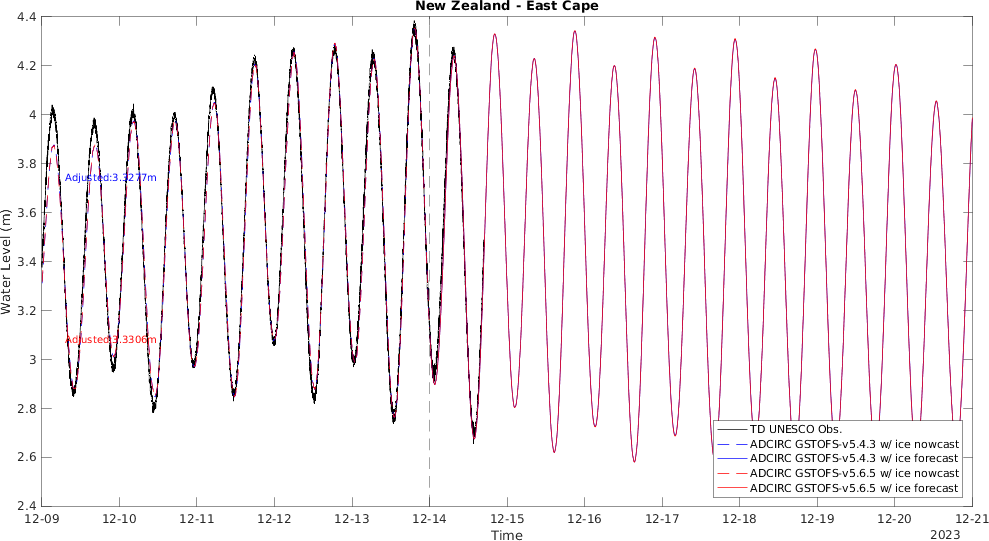 New Zealand - East Cape
Water Level (m)
4.4
4.2
4
3.8
3.6
3.4
3.2
3
2.8
2.6
2.4
Adjusted:3.3277m
Adjusted:3.3306m
TD UNESCO Obs.
ADCIRC GSTOFS-v5.4.3 w/ ice nowcast
ADCIRC GSTOFS-v5.4.3 w/ ice forecast
ADCIRC GSTOFS-v5.6.5 w/ ice nowcast
ADCIRC GSTOFS-v5.6.5 w/ ice forecast
12-09 12-10 12-11 12-12 12-13 12-14 12-15 12-16 12-17 12-18 12-19 12-20 12-21
Time
2023